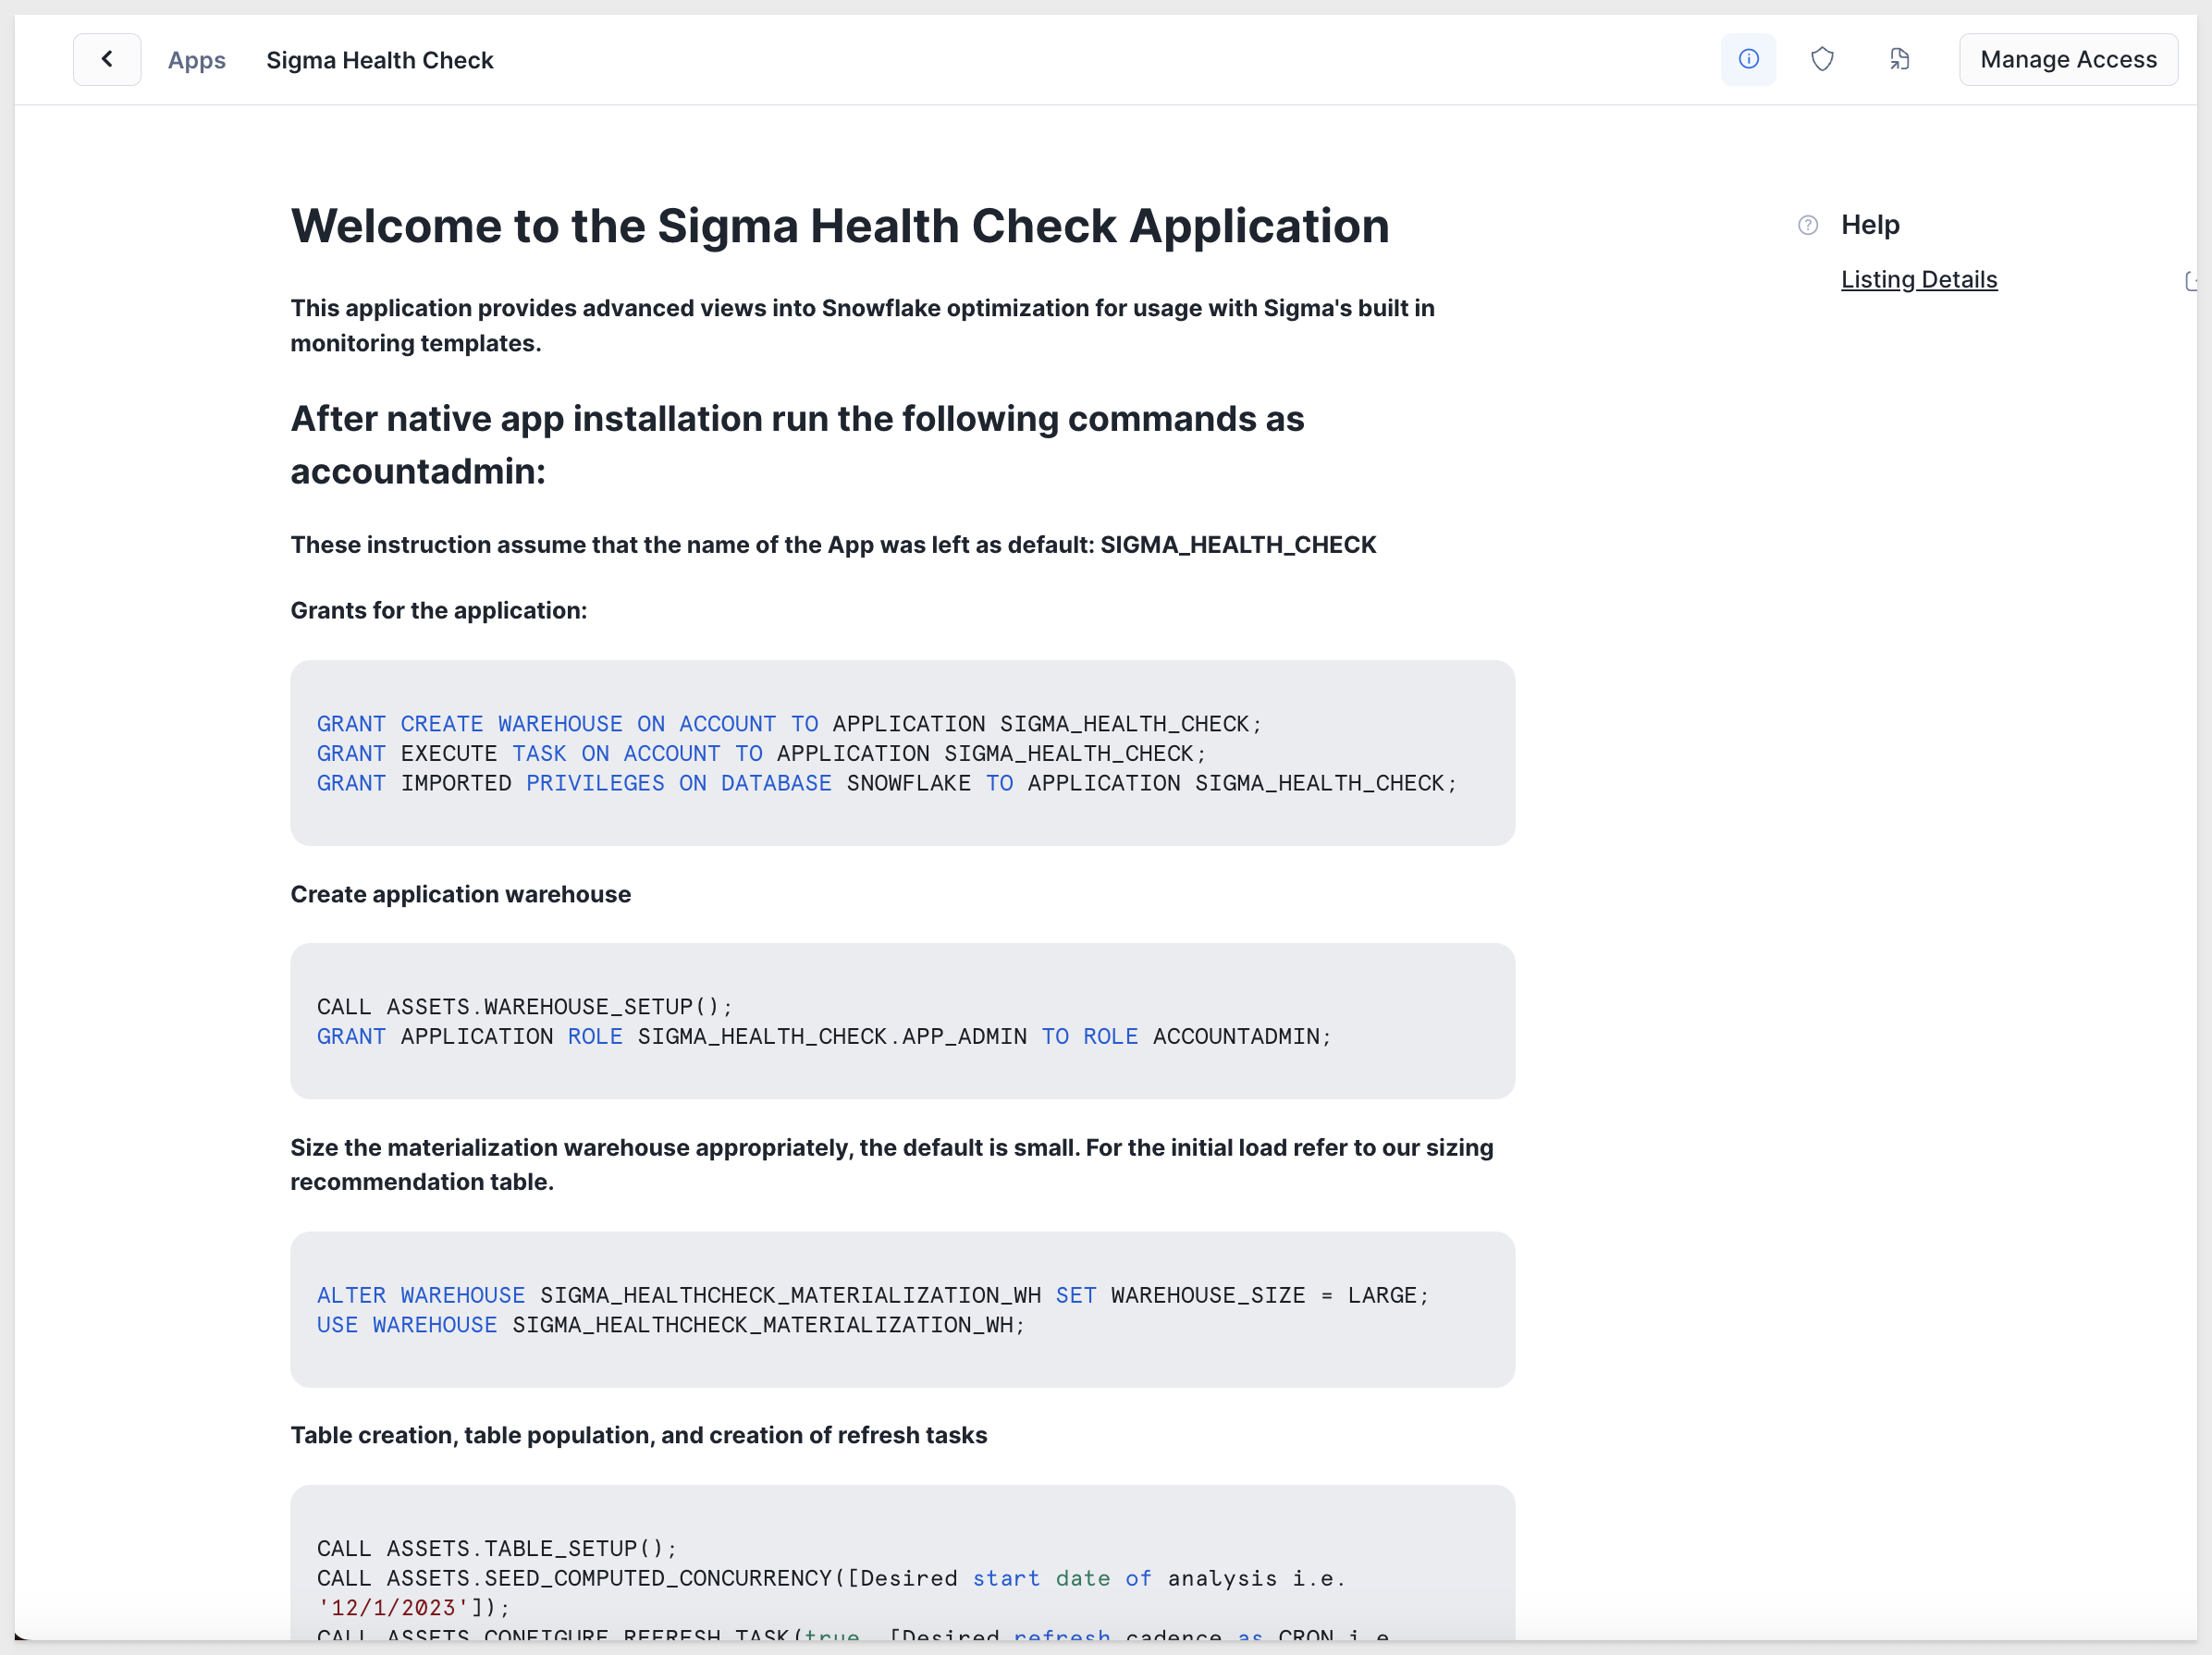 Apps Sigma Health Check Manage Access
Welcome to the Sigma Health Check Application
Help
Listing Details
This application provides advanced views into Snowflake optimization for usage with Sigma's built in
monitoring templates.
After native app installation run the following commands as
accountadmin:
These instruction assume that the name of the App was left as default: SIGMA_HEALTH_CHECK
Grants for the application:
GRANT CREATE WAREHOUSE ON ACCOUNT TO APPLICATION SIGMA_HEALTH_CHECK;
GRANT EXECUTE TASK ON ACCOUNT TO APPLICATION SIGMA_HEALTH_CHECK;
GRANT IMPORTED PRIVILEGES ON DATABASE SNOWFLAKE TO APPLICATION SIGMA_HEALTH_CHECK;
Create application warehouse
CALL ASSETS.WAREHOUSE_SETUP();
GRANT APPLICATION ROLE SIGMA_HEALTH_CHECK.APP_ADMIN TO ROLE ACCOUNTADMIN;
Size the materialization warehouse appropriately, the default is small. For the initial load refer to our sizing
recommendation table.
ALTER WAREHOUSE SIGMA_HEALTHCHECK_MATERIALIZATION_WH SET WAREHOUSE_SIZE = LARGE;
USE WAREHOUSE SIGMA_HEALTHCHECK_MATERIALIZATION_WH;
Table creation, table population, and creation of refresh tasks
CALL ASSETS.TABLE_SETUP();
CALL ASSETS.SEED_COMPUTED_CONCURRENCY([Desired start date of analysis i.e.
'12/1/2023']);
CALL ASSETS.CONFIGURE_REFRESH_TASK(true, [Desired refresh cadence as CRON i.e.